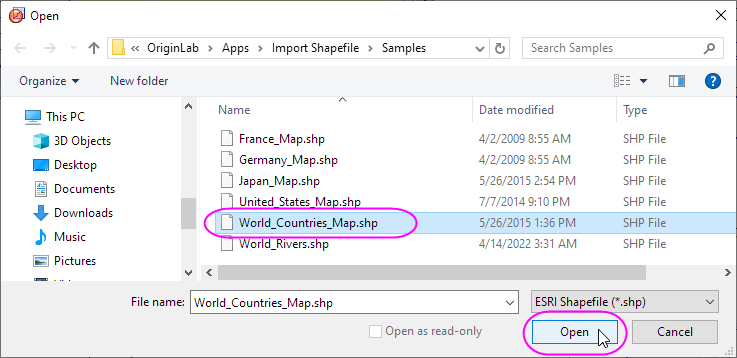 Open
« OriginLab > Apps > Import Shapefile > Samples
Search Samples
Organize
New folder
Name Date modified Type
This PC
3D Objects
Desktop
Documents
Downloads
Music
Pictures
France_Map.shp 4/2/2009 8:55 AM SHP File
Germany_Map.shp 4/2/2009 8:55 AM SHP File
Japan_Map.shp 5/26/2015 2:54 PM SHP File
United_States_Map.shp 7/7/2014 9:10 PM SHP File
World_Countries_Map.shp 5/26/2015 1:36 PM SHP File
World_Rivers.shp 4/14/2022 3:31 AM SHP File
File name: World_Countries_Map.shp ESRI Shapefile (*.shp)
Open as read-only Open Cancel